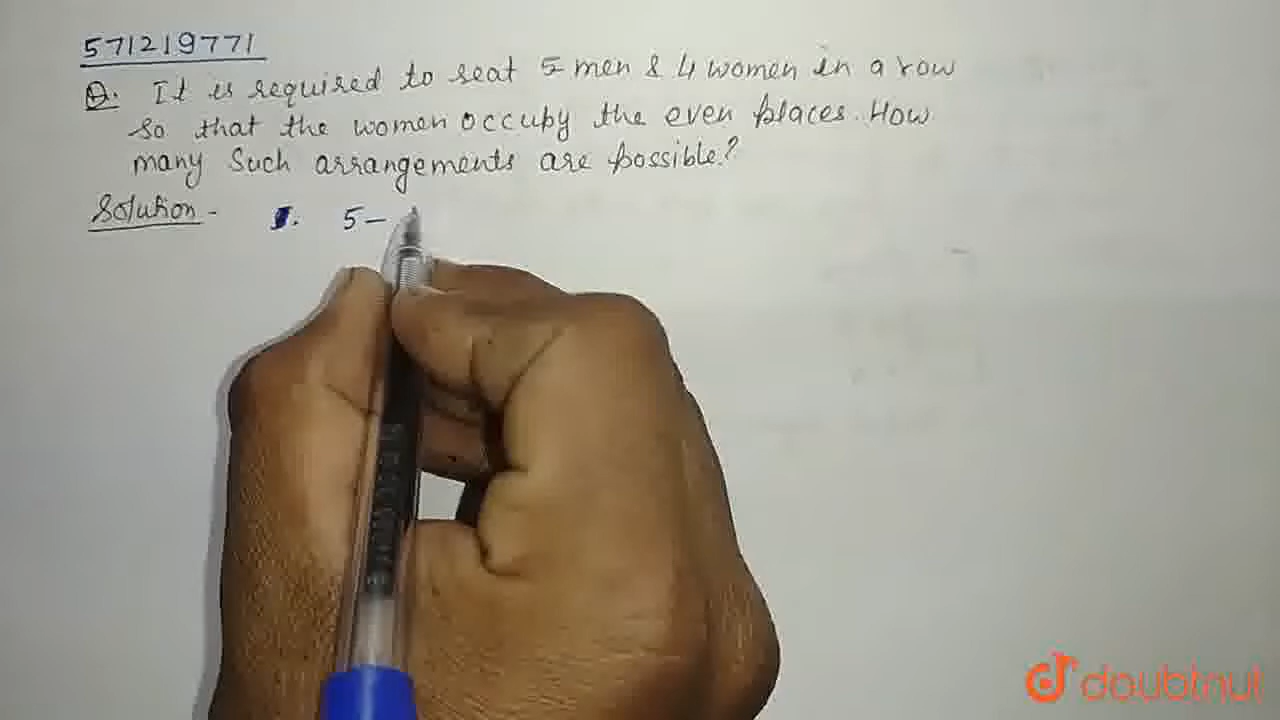 571219771
Q. It is required to seat 5 men & 4 women in a row
so that the women occupy the even places. How
many such arrangements are possible?
Solution - 5-
doubtnut